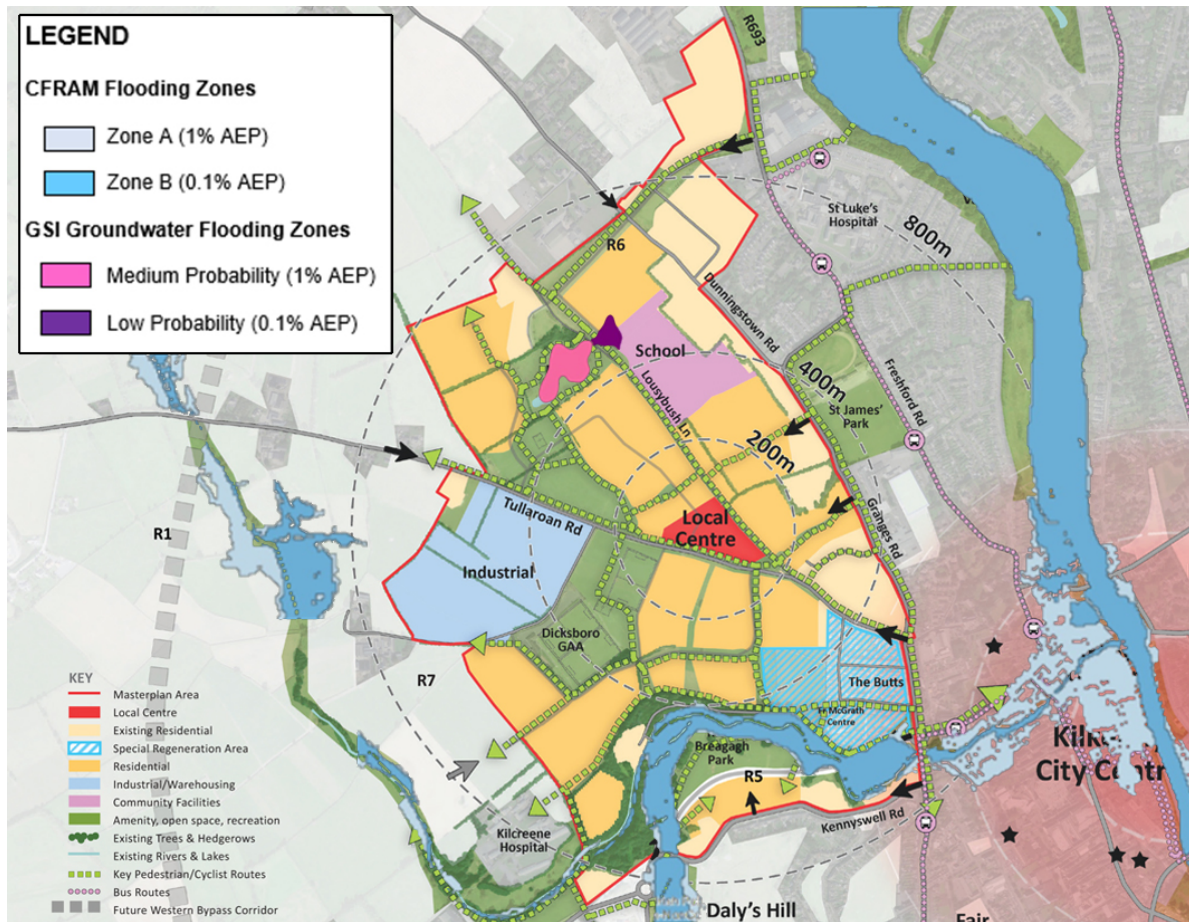 LEGEND
CFRAM Flooding Zones
Zone A (1% AEP)
Zone B (0.1% AEP)
GSI Groundwater Flooding Zones
Medium Probability (1% AEP)
Low Probability (0.1% AEP)
R693
St Luke's
Hospital
800m
R6
Dunningstown Rd
School
400m
Freshford Rd
St James'
Park
Lousybush Ln
200m
Tullaroan Rd
Local
Centre
Granges Rd
R1
Industrial
Dicksboro
GAA
R7
The Butts
Fr McGrath
Centre
Breagagh
Park
R5
City Centr
Kennyswell Rd
Kilcreene
Hospital
Daly's Hill
Fair
KEY
Masterplan Area
Local Centre
Existing Residential
Special Regeneration Area
Residential
Industrial/Warehousing
Community Facilities
Amenity, open space, recreation
Existing Trees & Hedgerows
Existing Rivers & Lakes
Key Pedestrian/Cyclist Routes
Bus Routes
Future Western Bypass Corridor